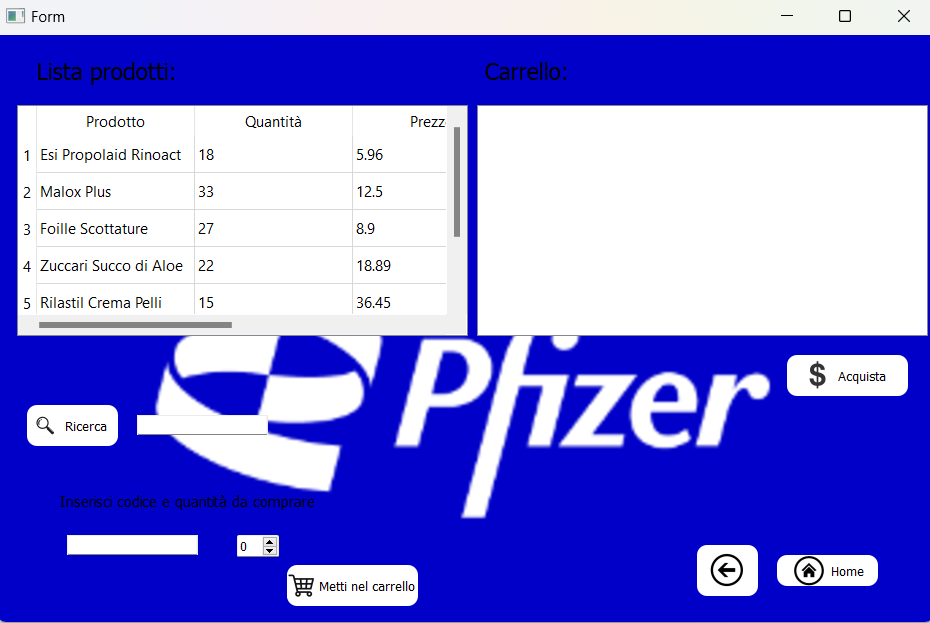 Form
Lista prodotti:
Carrello:
Prodotto Quantità Prezz
1 Esi Propolaid Rinoact 18 5.96
2 Malox Plus 33 12.5
3 Foille Scottature 27 8.9
4 Zuccari Succo di Aloe 22 18.89
5 Rilastil Crema Pelli 15 36.45
Pfizer
$ Acquista
Ricerca
Inserisci codice e quantità da comprare
0
Metti nel carrello
Home